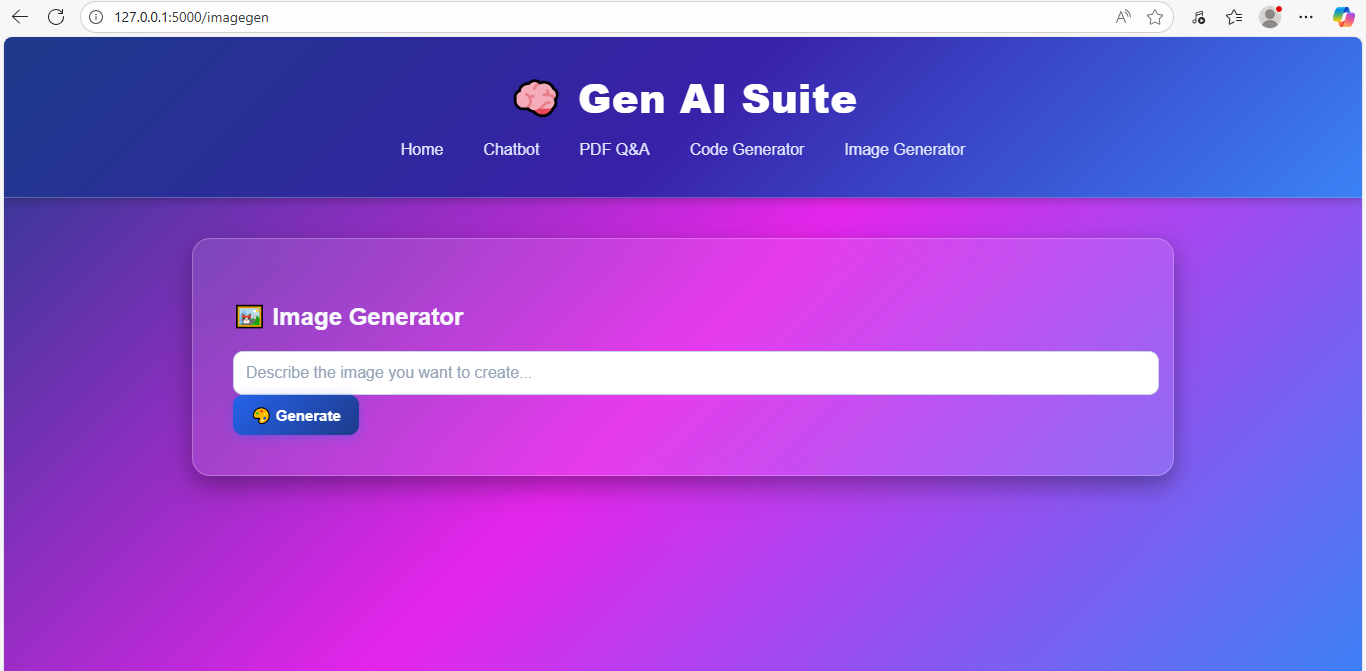 127.0.0.1:5000/imagegen
Gen AI Suite
Home Chatbot PDF Q&A Code Generator Image Generator
Image Generator
Describe the image you want to create...
Generate